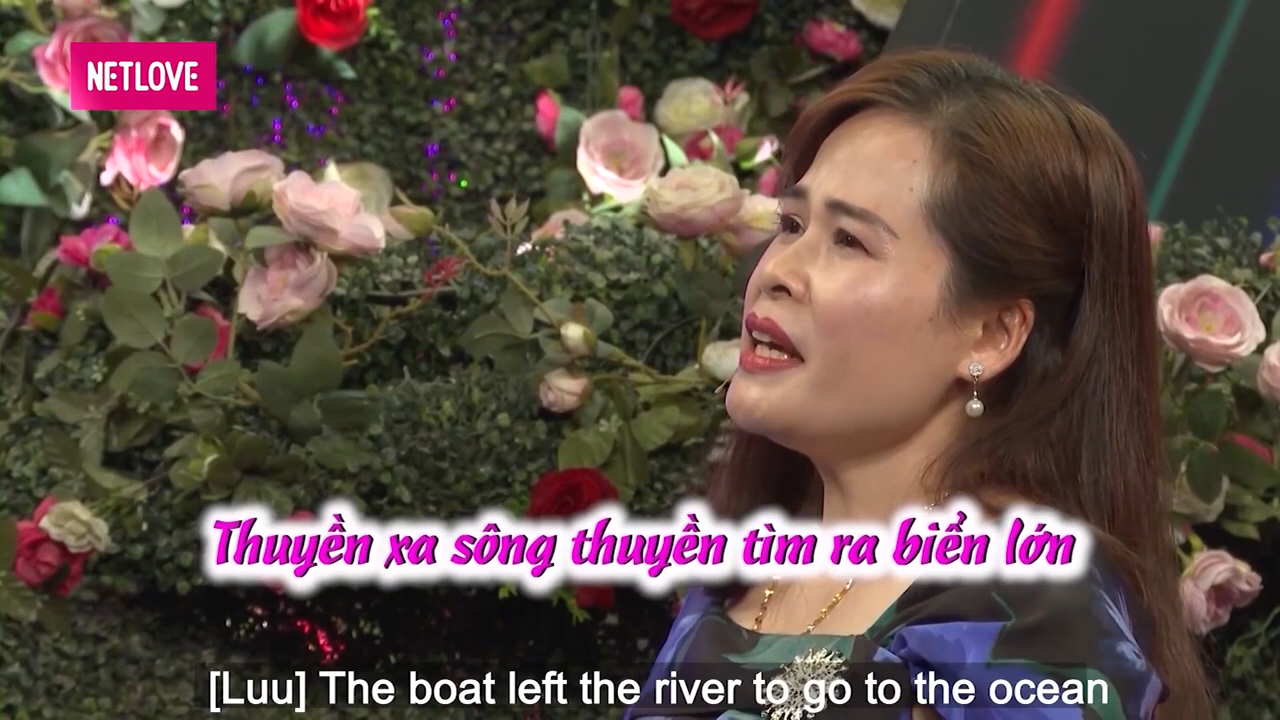 NETLOVE
Thuyền xa sông thuyền tìm ra biển lớn
[Luu] The boat left the river to go to the ocean